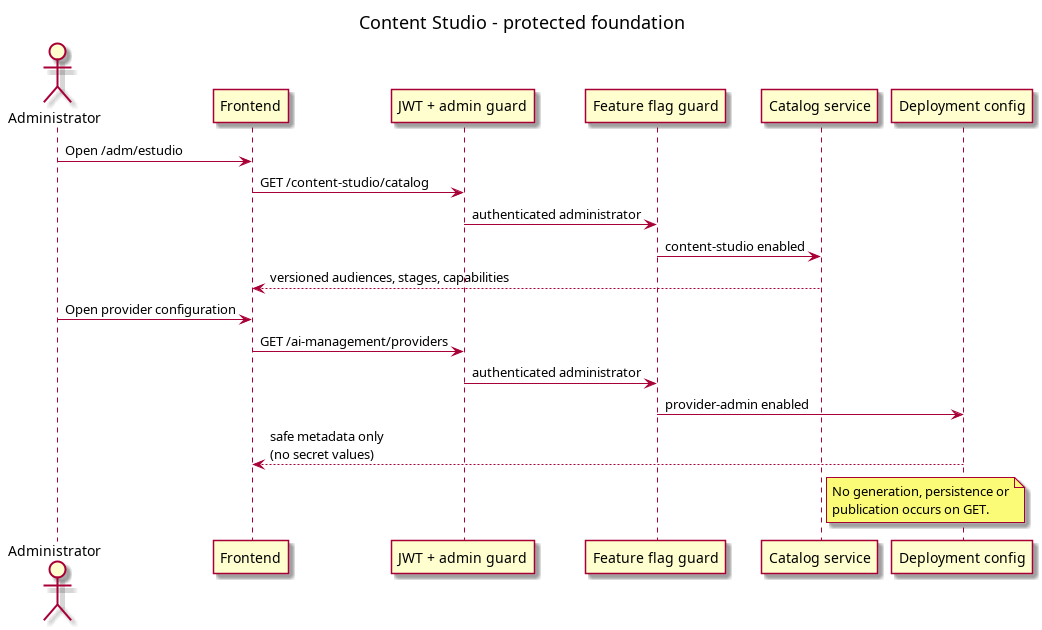 Content Studio - protected foundation
Administrator
Frontend
JWT + admin guard
Feature flag guard
Catalog service
Deployment config
Open /adm/estudio
GET /content-studio/catalog
authenticated administrator
content-studio enabled
versioned audiences, stages, capabilities
Open provider configuration
GET /ai-management/providers
authenticated administrator
provider-admin enabled
safe metadata only
(no secret values)
No generation, persistence or
publication occurs on GET.
Administrator
Frontend
JWT + admin guard
Feature flag guard
Catalog service
Deployment config